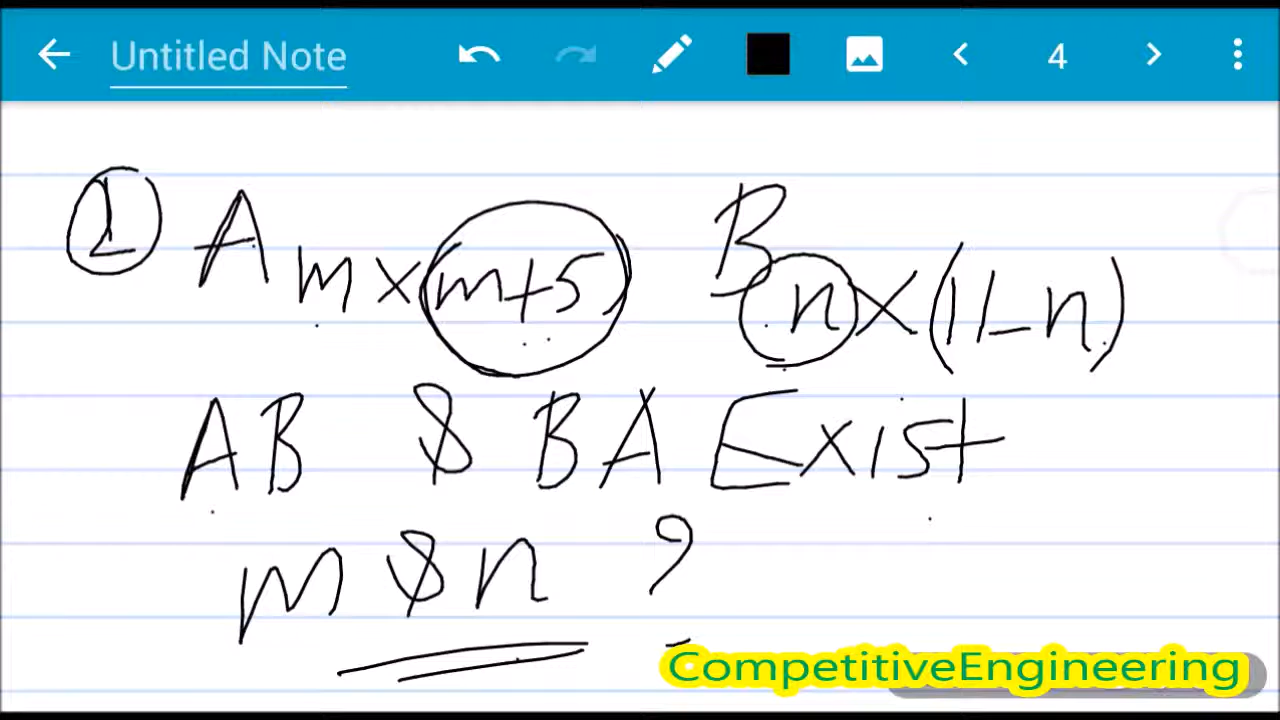 Untitled Note 4
① A m×(m+5) B n×(11-n)
AB & BA Exist
m & n ?
CompetitiveEngineering